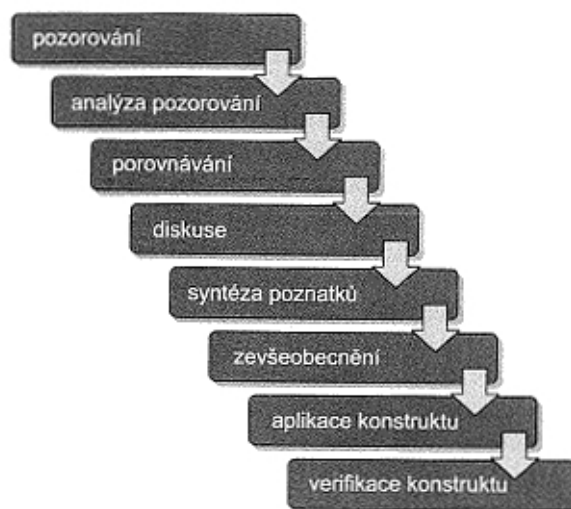 pozorování
analýza pozorování
porovnávání
diskuse
syntéza poznatků
zevšeobecnění
aplikace konstruktu
verifikace konstruktu